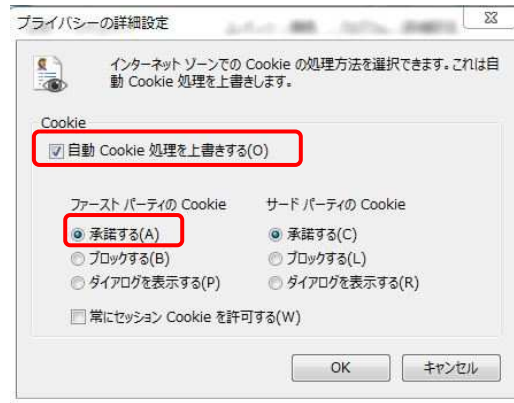 プライバシーの詳細設定
インターネット ゾーンでの Cookie の処理方法を選択できます。これは自
動 Cookie 処理を上書きします。
Cookie
自動 Cookie 処理を上書きする(O)
ファースト パーティの Cookie サード パーティの Cookie
承諾する(A) 承諾する(C)
ブロックする(B) ブロックする(L)
ダイアログを表示する(P) ダイアログを表示する(R)
常にセッション Cookie を許可する(W)
OK キャンセル